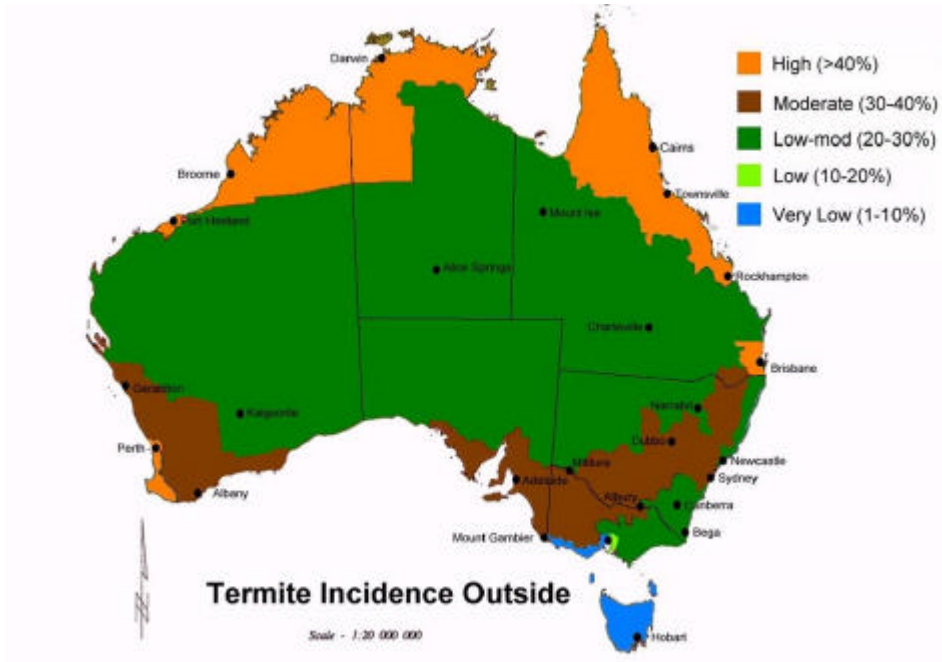 Darwin
High (>40%)
Moderate (30-40%)
Low-mod (20-30%)
Low (10-20%)
Very Low (1-10%)
Cairns
Broome
Townsville
Port Hedland
Mount Isa
Alice Springs
Rockhampton
Charleville
Brisbane
Geraldton
Narrabri
Kalgoorlie
Dubbo
Perth
Newcastle
Mildura
Sydney
Adelaide
Albany
Albury
Canberra
Bega
Mount Gambier
Termite Incidence Outside
Scale - 1:20 000 000
Hobart